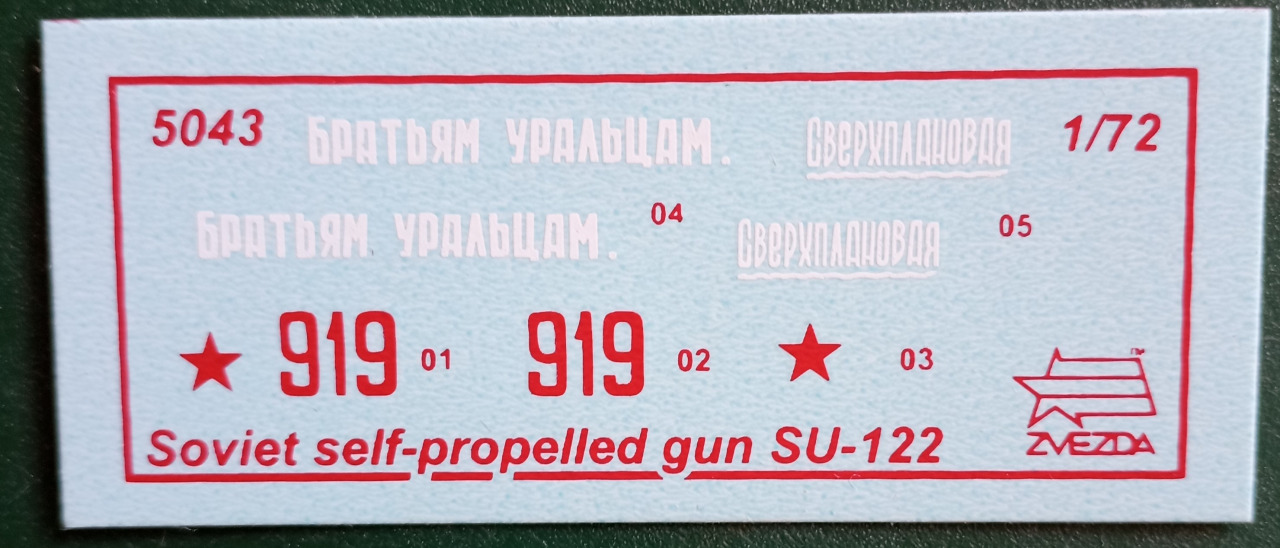 5043 БРАТЬЯМ УРАЛЬЦАМ. СВЕРХПЛАНОВАЯ 1/72
БРАТЬЯМ УРАЛЬЦАМ. 04 СВЕРХПЛАНОВАЯ 05
919 01 919 02 03
Soviet self-propelled gun SU-122
ZVEZDA